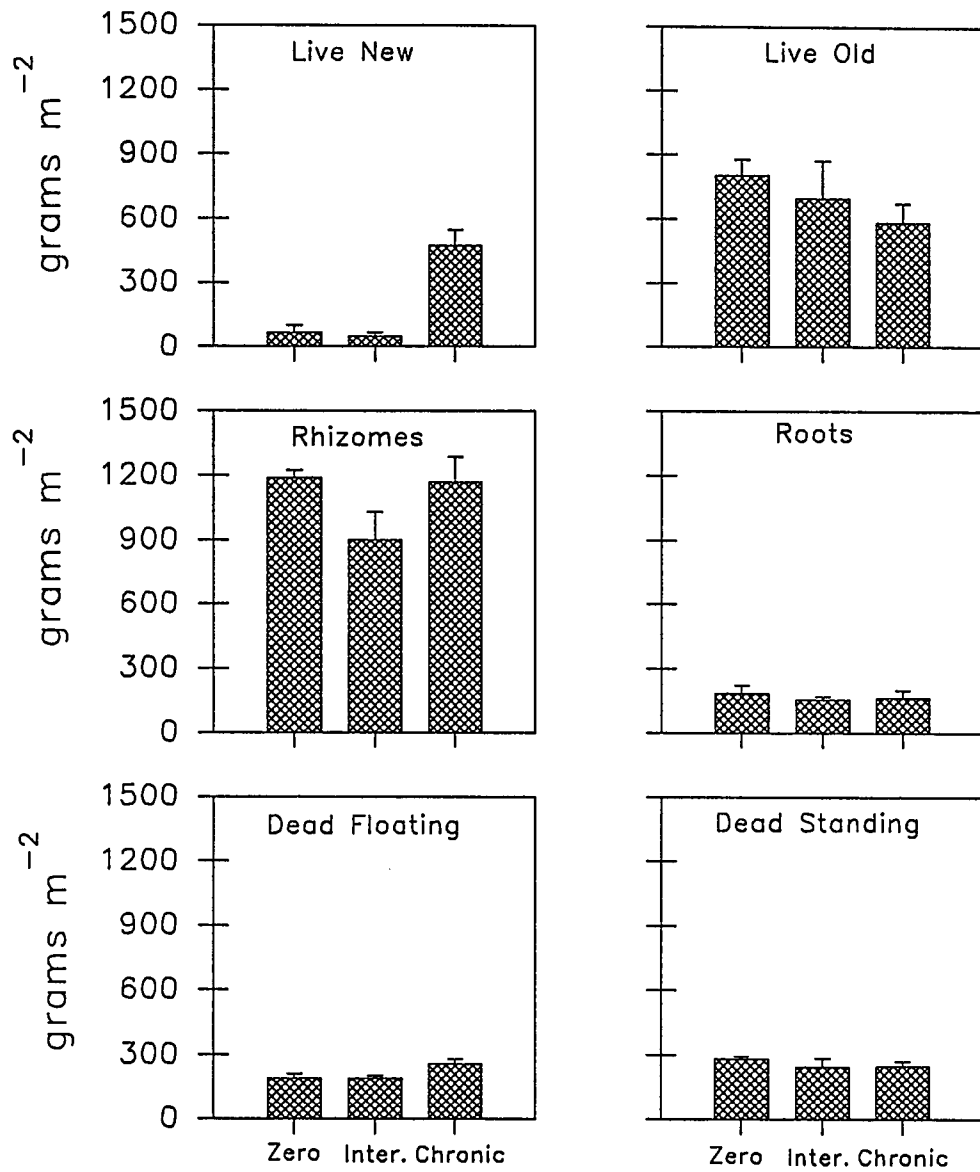 grams m⁻²
1500
1200
900
600
300
0
Live New
Live Old
grams m⁻²
1500
1200
900
600
300
0
Rhizomes
Roots
grams m⁻²
1500
1200
900
600
300
0
Dead Floating
Dead Standing
Zero Inter. Chronic
Zero Inter. Chronic